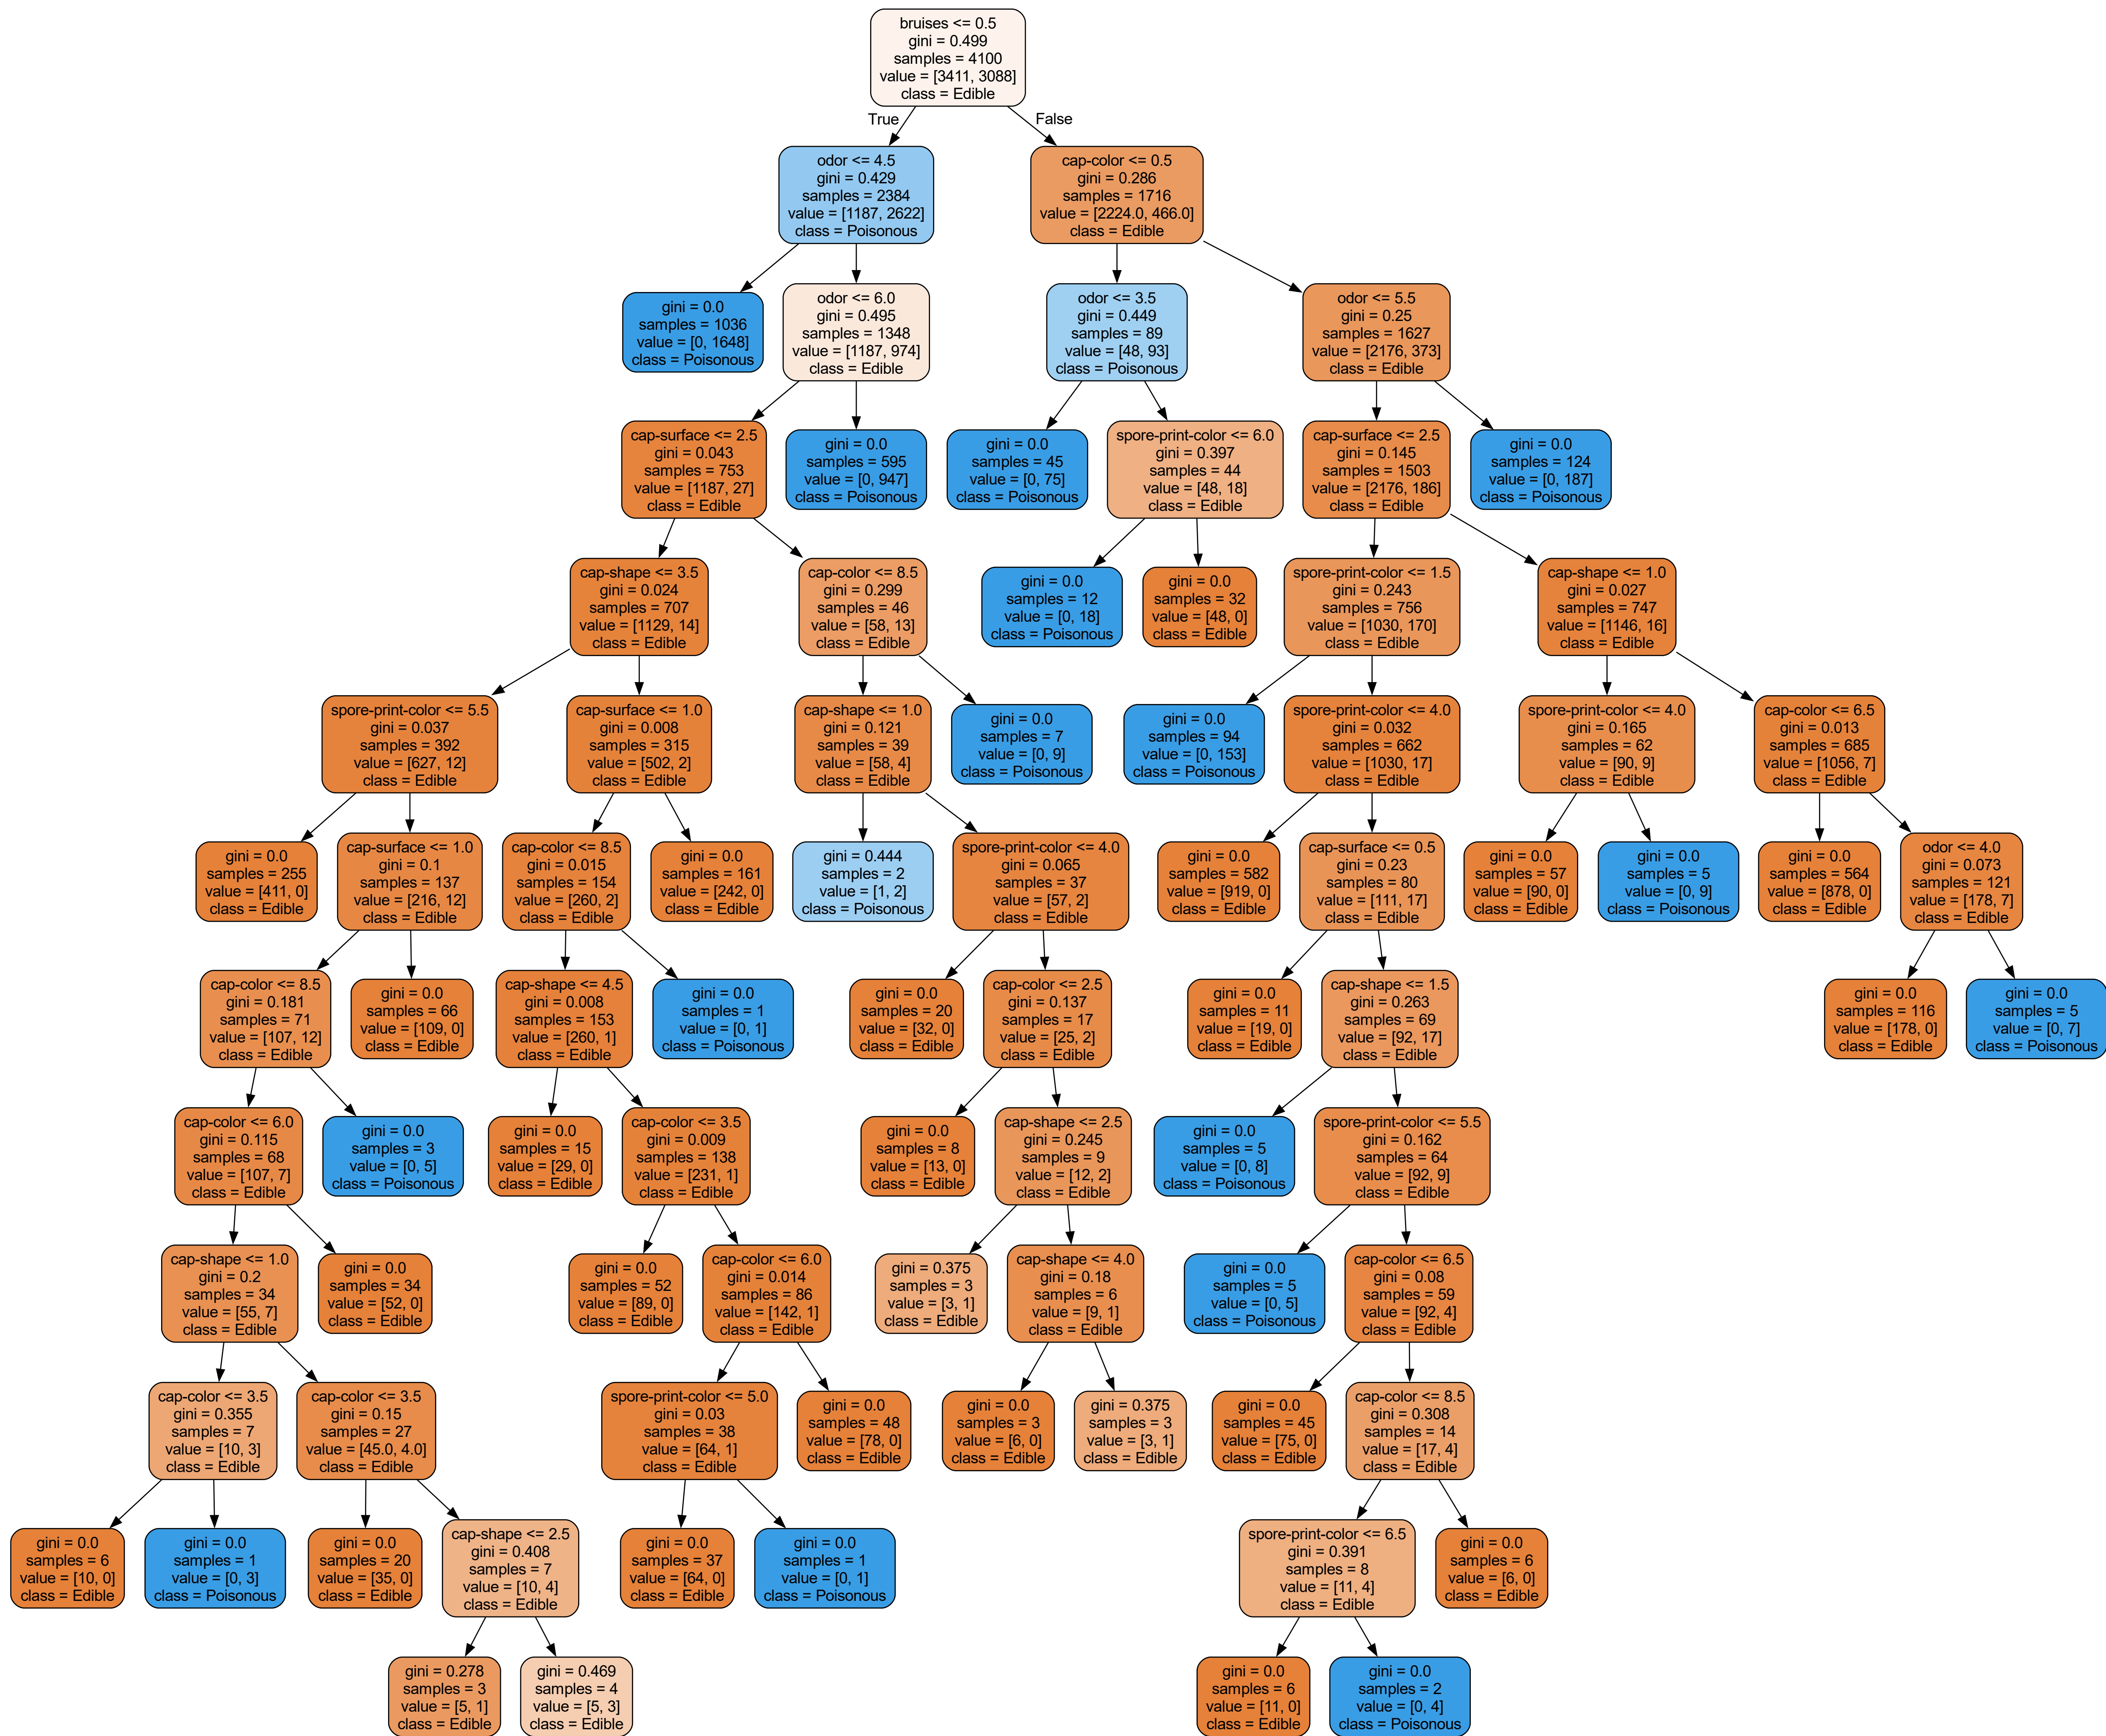 bruises <= 0.5
gini = 0.499
samples = 4100
value = [3411, 3088]
class = Edible
True
False
odor <= 4.5
gini = 0.429
samples = 2384
value = [1187, 2622]
class = Poisonous
cap-color <= 0.5
gini = 0.286
samples = 1716
value = [2224.0, 466.0]
class = Edible
gini = 0.0
samples = 1036
value = [0, 1648]
class = Poisonous
odor <= 6.0
gini = 0.495
samples = 1348
value = [1187, 974]
class = Edible
odor <= 3.5
gini = 0.449
samples = 89
value = [48, 93]
class = Poisonous
odor <= 5.5
gini = 0.25
samples = 1627
value = [2176, 373]
class = Edible
cap-surface <= 2.5
gini = 0.043
samples = 753
value = [1187, 27]
class = Edible
gini = 0.0
samples = 595
value = [0, 947]
class = Poisonous
gini = 0.0
samples = 45
value = [0, 75]
class = Poisonous
spore-print-color <= 6.0
gini = 0.397
samples = 44
value = [48, 18]
class = Edible
cap-surface <= 2.5
gini = 0.145
samples = 1503
value = [2176, 186]
class = Edible
gini = 0.0
samples = 124
value = [0, 187]
class = Poisonous
cap-shape <= 3.5
gini = 0.024
samples = 707
value = [1129, 14]
class = Edible
cap-color <= 8.5
gini = 0.299
samples = 46
value = [58, 13]
class = Edible
gini = 0.0
samples = 12
value = [0, 18]
class = Poisonous
gini = 0.0
samples = 32
value = [48, 0]
class = Edible
spore-print-color <= 1.5
gini = 0.243
samples = 756
value = [1030, 170]
class = Edible
cap-shape <= 1.0
gini = 0.027
samples = 747
value = [1146, 16]
class = Edible
spore-print-color <= 5.5
gini = 0.037
samples = 392
value = [627, 12]
class = Edible
cap-surface <= 1.0
gini = 0.008
samples = 315
value = [502, 2]
class = Edible
cap-shape <= 1.0
gini = 0.121
samples = 39
value = [58, 4]
class = Edible
gini = 0.0
samples = 7
value = [0, 9]
class = Poisonous
gini = 0.0
samples = 94
value = [0, 153]
class = Poisonous
spore-print-color <= 4.0
gini = 0.032
samples = 662
value = [1030, 17]
class = Edible
spore-print-color <= 4.0
gini = 0.165
samples = 62
value = [90, 9]
class = Edible
cap-color <= 6.5
gini = 0.013
samples = 685
value = [1056, 7]
class = Edible
gini = 0.0
samples = 255
value = [411, 0]
class = Edible
cap-surface <= 1.0
gini = 0.1
samples = 137
value = [216, 12]
class = Edible
cap-color <= 8.5
gini = 0.015
samples = 154
value = [260, 2]
class = Edible
gini = 0.0
samples = 161
value = [242, 0]
class = Edible
gini = 0.444
samples = 2
value = [1, 2]
class = Poisonous
spore-print-color <= 4.0
gini = 0.065
samples = 37
value = [57, 2]
class = Edible
gini = 0.0
samples = 582
value = [919, 0]
class = Edible
cap-surface <= 0.5
gini = 0.23
samples = 80
value = [111, 17]
class = Edible
gini = 0.0
samples = 57
value = [90, 0]
class = Edible
gini = 0.0
samples = 5
value = [0, 9]
class = Poisonous
gini = 0.0
samples = 564
value = [878, 0]
class = Edible
odor <= 4.0
gini = 0.073
samples = 121
value = [178, 7]
class = Edible
cap-color <= 8.5
gini = 0.181
samples = 71
value = [107, 12]
class = Edible
gini = 0.0
samples = 66
value = [109, 0]
class = Edible
cap-shape <= 4.5
gini = 0.008
samples = 153
value = [260, 1]
class = Edible
gini = 0.0
samples = 1
value = [0, 1]
class = Poisonous
gini = 0.0
samples = 20
value = [32, 0]
class = Edible
cap-color <= 2.5
gini = 0.137
samples = 17
value = [25, 2]
class = Edible
gini = 0.0
samples = 11
value = [19, 0]
class = Edible
cap-shape <= 1.5
gini = 0.263
samples = 69
value = [92, 17]
class = Edible
gini = 0.0
samples = 116
value = [178, 0]
class = Edible
gini = 0.0
samples = 5
value = [0, 7]
class = Poisonous
cap-color <= 6.0
gini = 0.115
samples = 68
value = [107, 7]
class = Edible
gini = 0.0
samples = 3
value = [0, 5]
class = Poisonous
gini = 0.0
samples = 15
value = [29, 0]
class = Edible
cap-color <= 3.5
gini = 0.009
samples = 138
value = [231, 1]
class = Edible
gini = 0.0
samples = 8
value = [13, 0]
class = Edible
cap-shape <= 2.5
gini = 0.245
samples = 9
value = [12, 2]
class = Edible
gini = 0.0
samples = 5
value = [0, 8]
class = Poisonous
spore-print-color <= 5.5
gini = 0.162
samples = 64
value = [92, 9]
class = Edible
cap-shape <= 1.0
gini = 0.2
samples = 34
value = [55, 7]
class = Edible
gini = 0.0
samples = 34
value = [52, 0]
class = Edible
gini = 0.0
samples = 52
value = [89, 0]
class = Edible
cap-color <= 6.0
gini = 0.014
samples = 86
value = [142, 1]
class = Edible
gini = 0.375
samples = 3
value = [3, 1]
class = Edible
cap-shape <= 4.0
gini = 0.18
samples = 6
value = [9, 1]
class = Edible
gini = 0.0
samples = 5
value = [0, 5]
class = Poisonous
cap-color <= 6.5
gini = 0.08
samples = 59
value = [92, 4]
class = Edible
cap-color <= 3.5
gini = 0.355
samples = 7
value = [10, 3]
class = Edible
cap-color <= 3.5
gini = 0.15
samples = 27
value = [45.0, 4.0]
class = Edible
spore-print-color <= 5.0
gini = 0.03
samples = 38
value = [64, 1]
class = Edible
gini = 0.0
samples = 48
value = [78, 0]
class = Edible
gini = 0.0
samples = 3
value = [6, 0]
class = Edible
gini = 0.375
samples = 3
value = [3, 1]
class = Edible
gini = 0.0
samples = 45
value = [75, 0]
class = Edible
cap-color <= 8.5
gini = 0.308
samples = 14
value = [17, 4]
class = Edible
gini = 0.0
samples = 6
value = [10, 0]
class = Edible
gini = 0.0
samples = 1
value = [0, 3]
class = Poisonous
gini = 0.0
samples = 20
value = [35, 0]
class = Edible
cap-shape <= 2.5
gini = 0.408
samples = 7
value = [10, 4]
class = Edible
gini = 0.0
samples = 37
value = [64, 0]
class = Edible
gini = 0.0
samples = 1
value = [0, 1]
class = Poisonous
spore-print-color <= 6.5
gini = 0.391
samples = 8
value = [11, 4]
class = Edible
gini = 0.0
samples = 6
value = [6, 0]
class = Edible
gini = 0.278
samples = 3
value = [5, 1]
class = Edible
gini = 0.469
samples = 4
value = [5, 3]
class = Edible
gini = 0.0
samples = 6
value = [11, 0]
class = Edible
gini = 0.0
samples = 2
value = [0, 4]
class = Poisonous